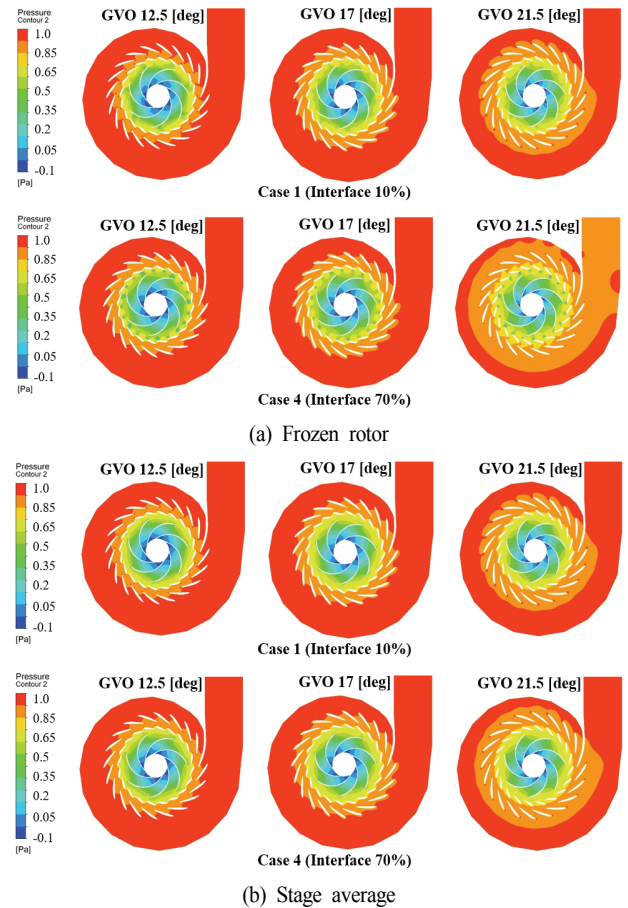 Pressure
Contour 2
GVO 12.5 [deg]
GVO 17 [deg]
GVO 21.5 [deg]
1.0
0.85
0.65
0.5
0.35
0.2
0.05
-0.1
[Pa]
Case 1 (Interface 10%)
Pressure
Contour 2
GVO 12.5 [deg]
GVO 17 [deg]
GVO 21.5 [deg]
1.0
0.85
0.65
0.5
0.35
0.2
0.05
-0.1
[Pa]
Case 4 (Interface 70%)
(a) Frozen rotor
Pressure
Contour 2
GVO 12.5 [deg]
GVO 17 [deg]
GVO 21.5 [deg]
1.0
0.85
0.65
0.5
0.35
0.2
0.05
-0.1
[Pa]
Case 1 (Interface 10%)
Pressure
Contour 2
GVO 12.5 [deg]
GVO 17 [deg]
GVO 21.5 [deg]
1.0
0.85
0.65
0.5
0.35
0.2
0.05
-0.1
[Pa]
Case 4 (Interface 70%)
(b) Stage average